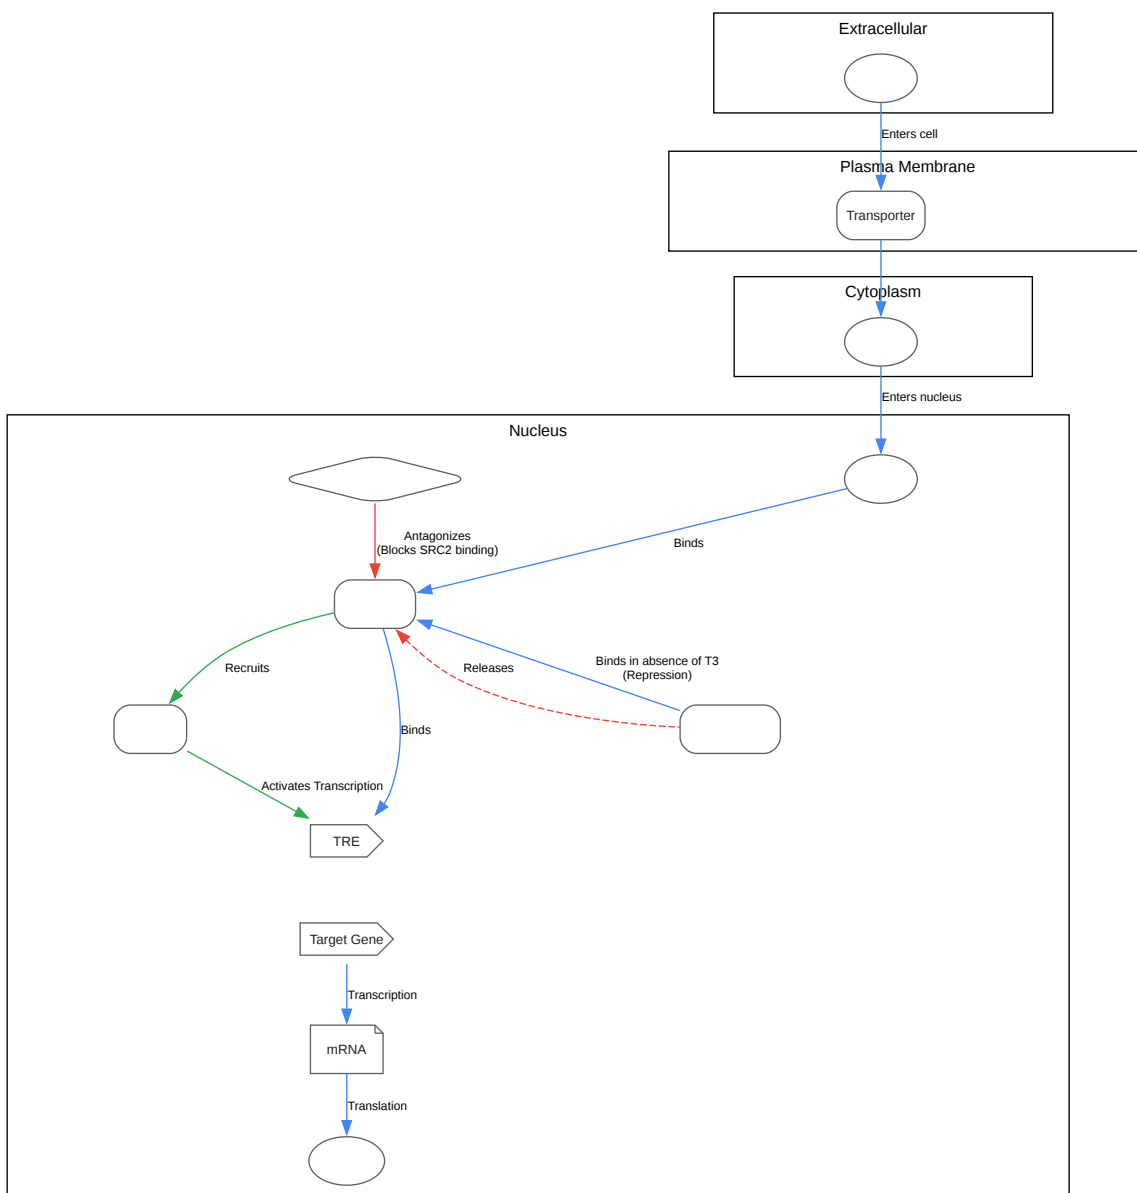 Extracellular
Enters cell
Plasma Membrane
Transporter
Cytoplasm
Enters nucleus
Nucleus
Antagonizes
(Blocks SRC2 binding)
Binds
Recruits
Releases
Binds in absence of T3
(Repression)
Binds
Activates Transcription
TRE
Target Gene
Transcription
mRNA
Translation